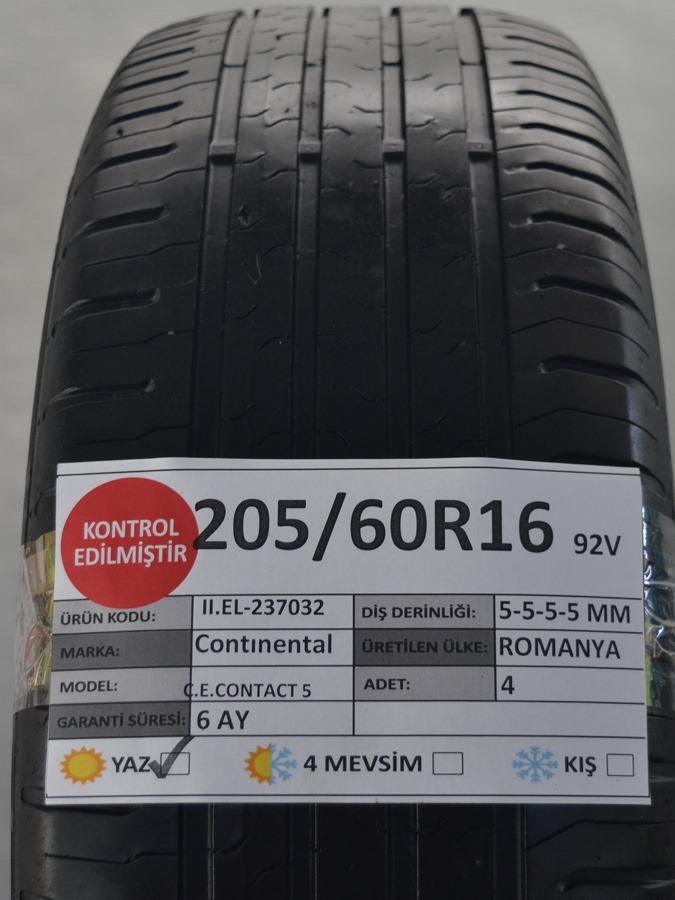 KONTROL
EDİLMİŞTİR
205/60R16 92V
ÜRÜN KODU: II.EL-237032 DİŞ DERİNLİĞİ: 5-5-5-5 MM
MARKA: Contınental ÜRETİLEN ÜLKE: ROMANYA
MODEL: C.E.CONTACT 5 ADET: 4
GARANTİ SÜRESİ: 6 AY
YAZ 4 MEVSİM KIŞ